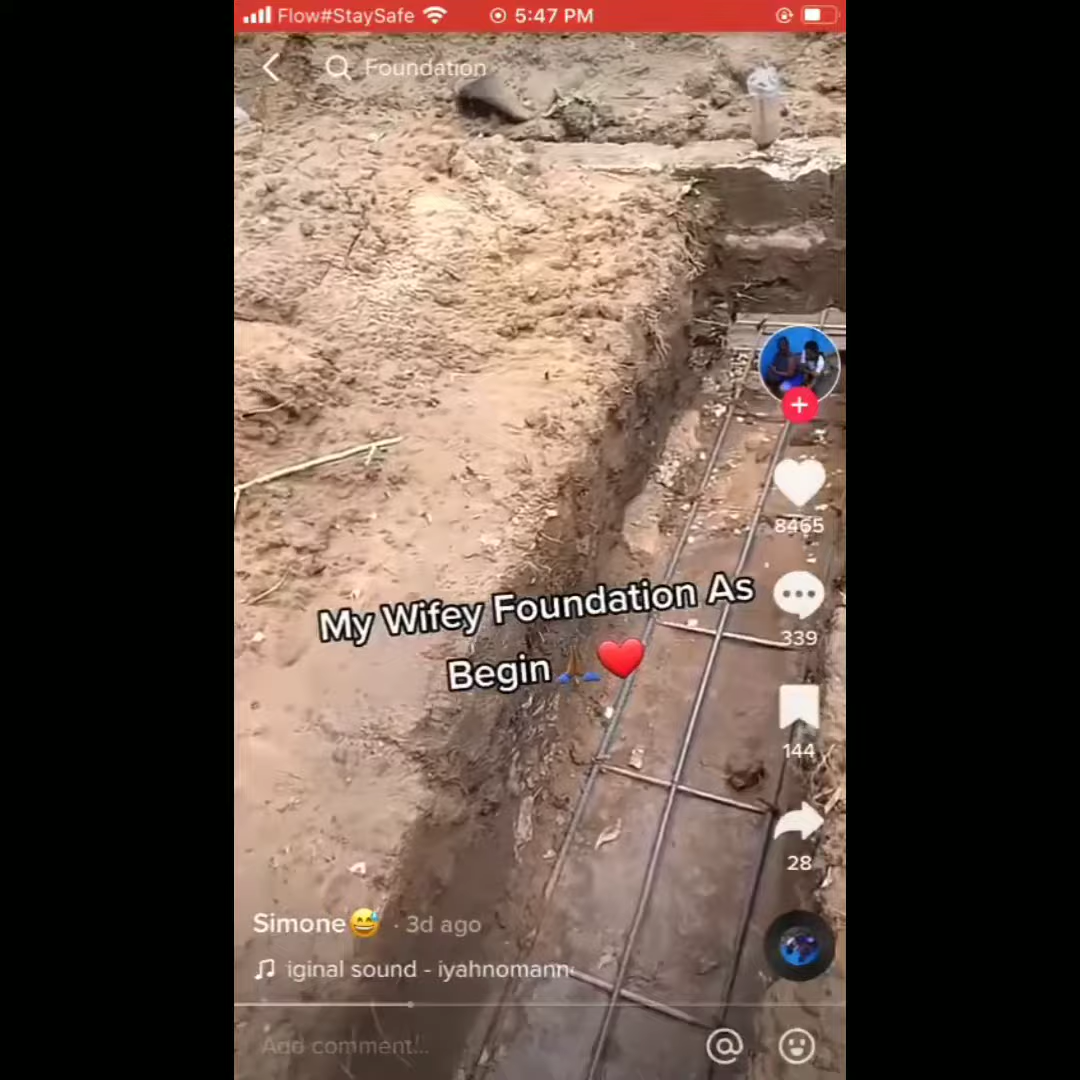 Flow#StaySafe
5:47 PM
Foundation
8465
My Wifey Foundation As
Begin🙏🏾❤️
339
144
28
Simone😅 · 3d ago
iginal sound - iyahnomann
Add comment...